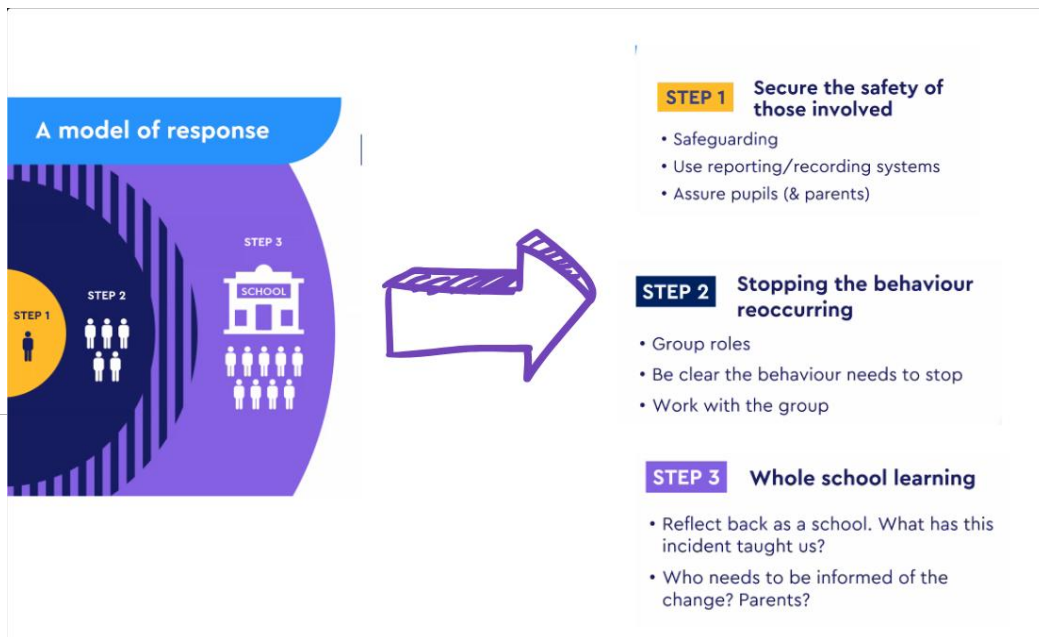 A model of response
STEP 1
STEP 2
STEP 3
SCHOOL
STEP 1
Secure the safety of
those involved
• Safeguarding
• Use reporting/recording systems
• Assure pupils (& parents)
STEP 2
Stopping the behaviour
reoccurring
• Group roles
• Be clear the behaviour needs to stop
• Work with the group
STEP 3
Whole school learning
• Reflect back as a school. What has this
incident taught us?
• Who needs to be informed of the
change? Parents?